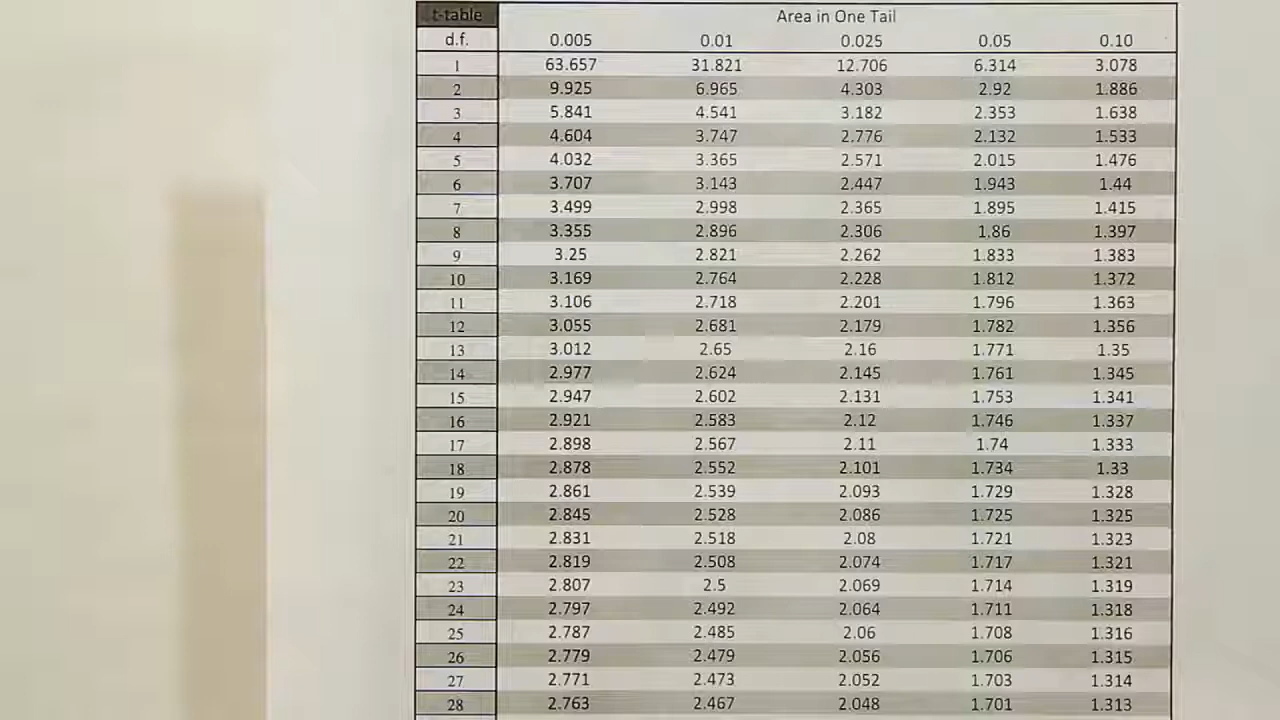 t-table Area in One Tail
d.f. 0.005 0.01 0.025 0.05 0.10
1 63.657 31.821 12.706 6.314 3.078
2 9.925 6.965 4.303 2.92 1.886
3 5.841 4.541 3.182 2.353 1.638
4 4.604 3.747 2.776 2.132 1.533
5 4.032 3.365 2.571 2.015 1.476
6 3.707 3.143 2.447 1.943 1.44
7 3.499 2.998 2.365 1.895 1.415
8 3.355 2.896 2.306 1.86 1.397
9 3.25 2.821 2.262 1.833 1.383
10 3.169 2.764 2.228 1.812 1.372
11 3.106 2.718 2.201 1.796 1.363
12 3.055 2.681 2.179 1.782 1.356
13 3.012 2.65 2.16 1.771 1.35
14 2.977 2.624 2.145 1.761 1.345
15 2.947 2.602 2.131 1.753 1.341
16 2.921 2.583 2.12 1.746 1.337
17 2.898 2.567 2.11 1.74 1.333
18 2.878 2.552 2.101 1.734 1.33
19 2.861 2.539 2.093 1.729 1.328
20 2.845 2.528 2.086 1.725 1.325
21 2.831 2.518 2.08 1.721 1.323
22 2.819 2.508 2.074 1.717 1.321
23 2.807 2.5 2.069 1.714 1.319
24 2.797 2.492 2.064 1.711 1.318
25 2.787 2.485 2.06 1.708 1.316
26 2.779 2.479 2.056 1.706 1.315
27 2.771 2.473 2.052 1.703 1.314
28 2.763 2.467 2.048 1.701 1.313